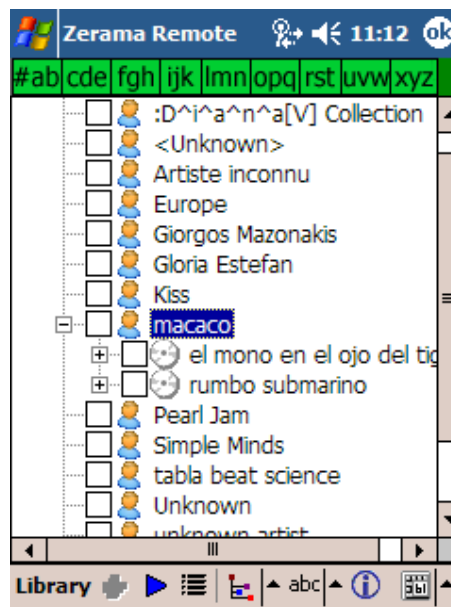 Zerama Remote 11:12 ok
#ab cde fgh ijk lmn opq rst uvw xyz
:D^i^a^n^a[V] Collection
<Unknown>
Artiste inconnu
Europe
Giorgos Mazonakis
Gloria Estefan
Kiss
macaco
el mono en el ojo del tig
rumbo submarino
Pearl Jam
Simple Minds
tabla beat science
Unknown
unknown artist
Library abc